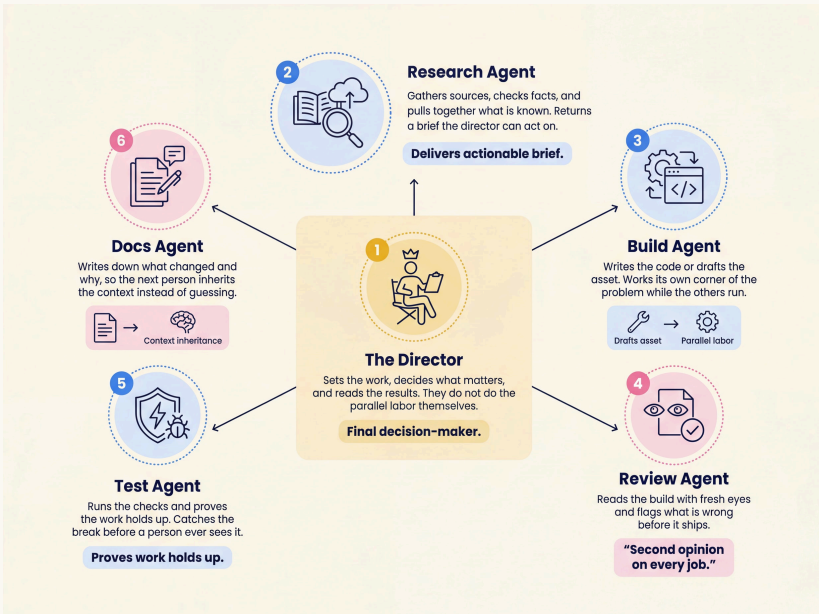 1
The Director
Sets the work, decides what matters,
and reads the results. They do not do the
parallel labor themselves.
Final decision-maker.
2
Research Agent
Gathers sources, checks facts, and
pulls together what is known. Returns
a brief the director can act on.
Delivers actionable brief.
3
</>
Build Agent
Writes the code or drafts the
asset. Works its own corner of the
problem while the others run.
Drafts asset
Parallel labor
4
Review Agent
Reads the build with fresh eyes
and flags what is wrong
before it ships.
“Second opinion
on every job.”
5
Test Agent
Runs the checks and proves
the work holds up. Catches the
break before a person ever sees it.
Proves work holds up.
6
Docs Agent
Writes down what changed and
why, so the next person inherits
the context instead of guessing.
Context inheritance